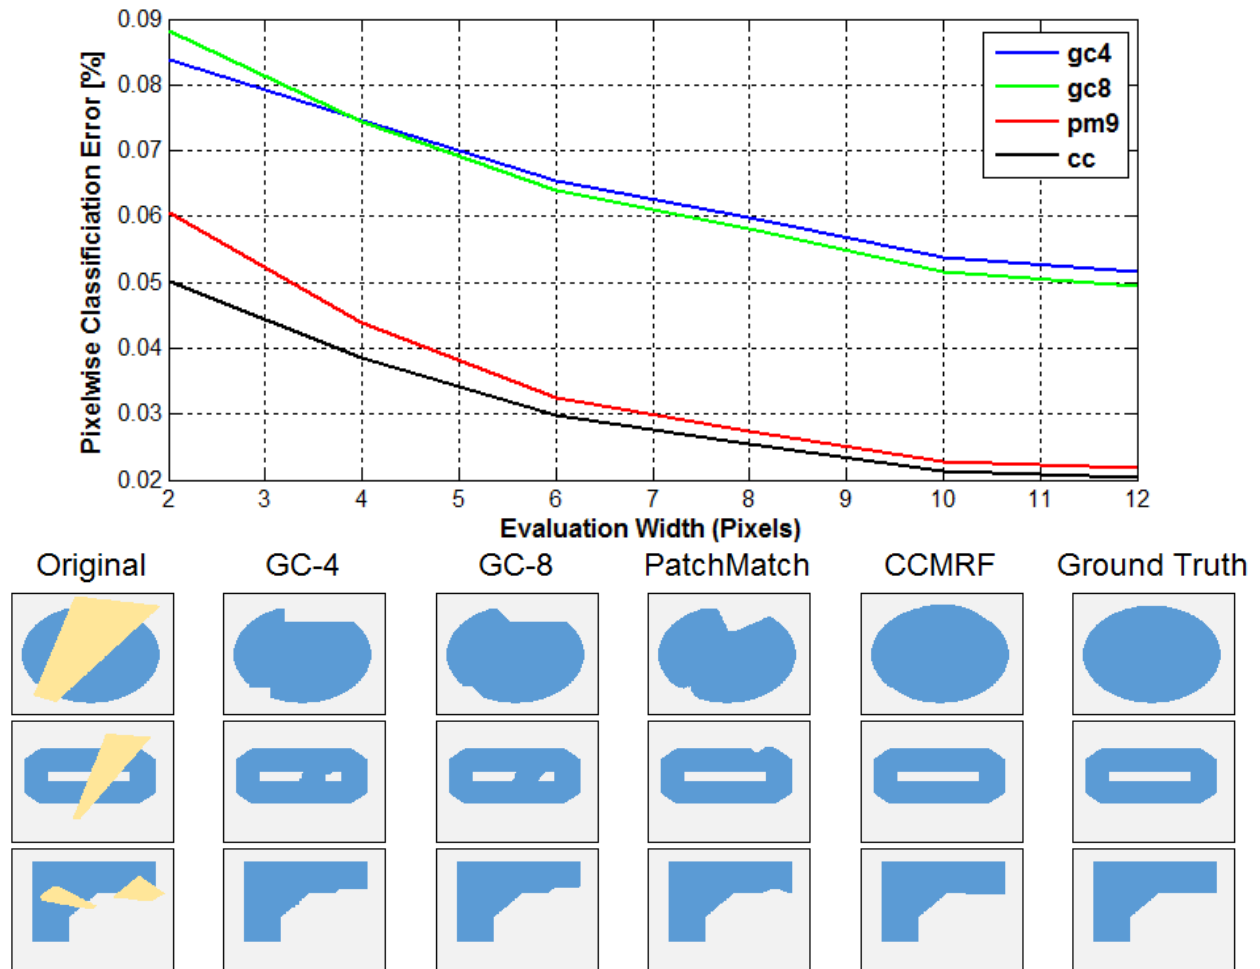 0.09
0.08
0.07
0.06
0.05
0.04
0.03
0.02
Pixelwise Classificiation Error [%]
gc4
gc8
pm9
cc
2 3 4 5 6 7 8 9 10 11 12
Evaluation Width (Pixels)
Original GC-4 GC-8 PatchMatch CCMRF Ground Truth